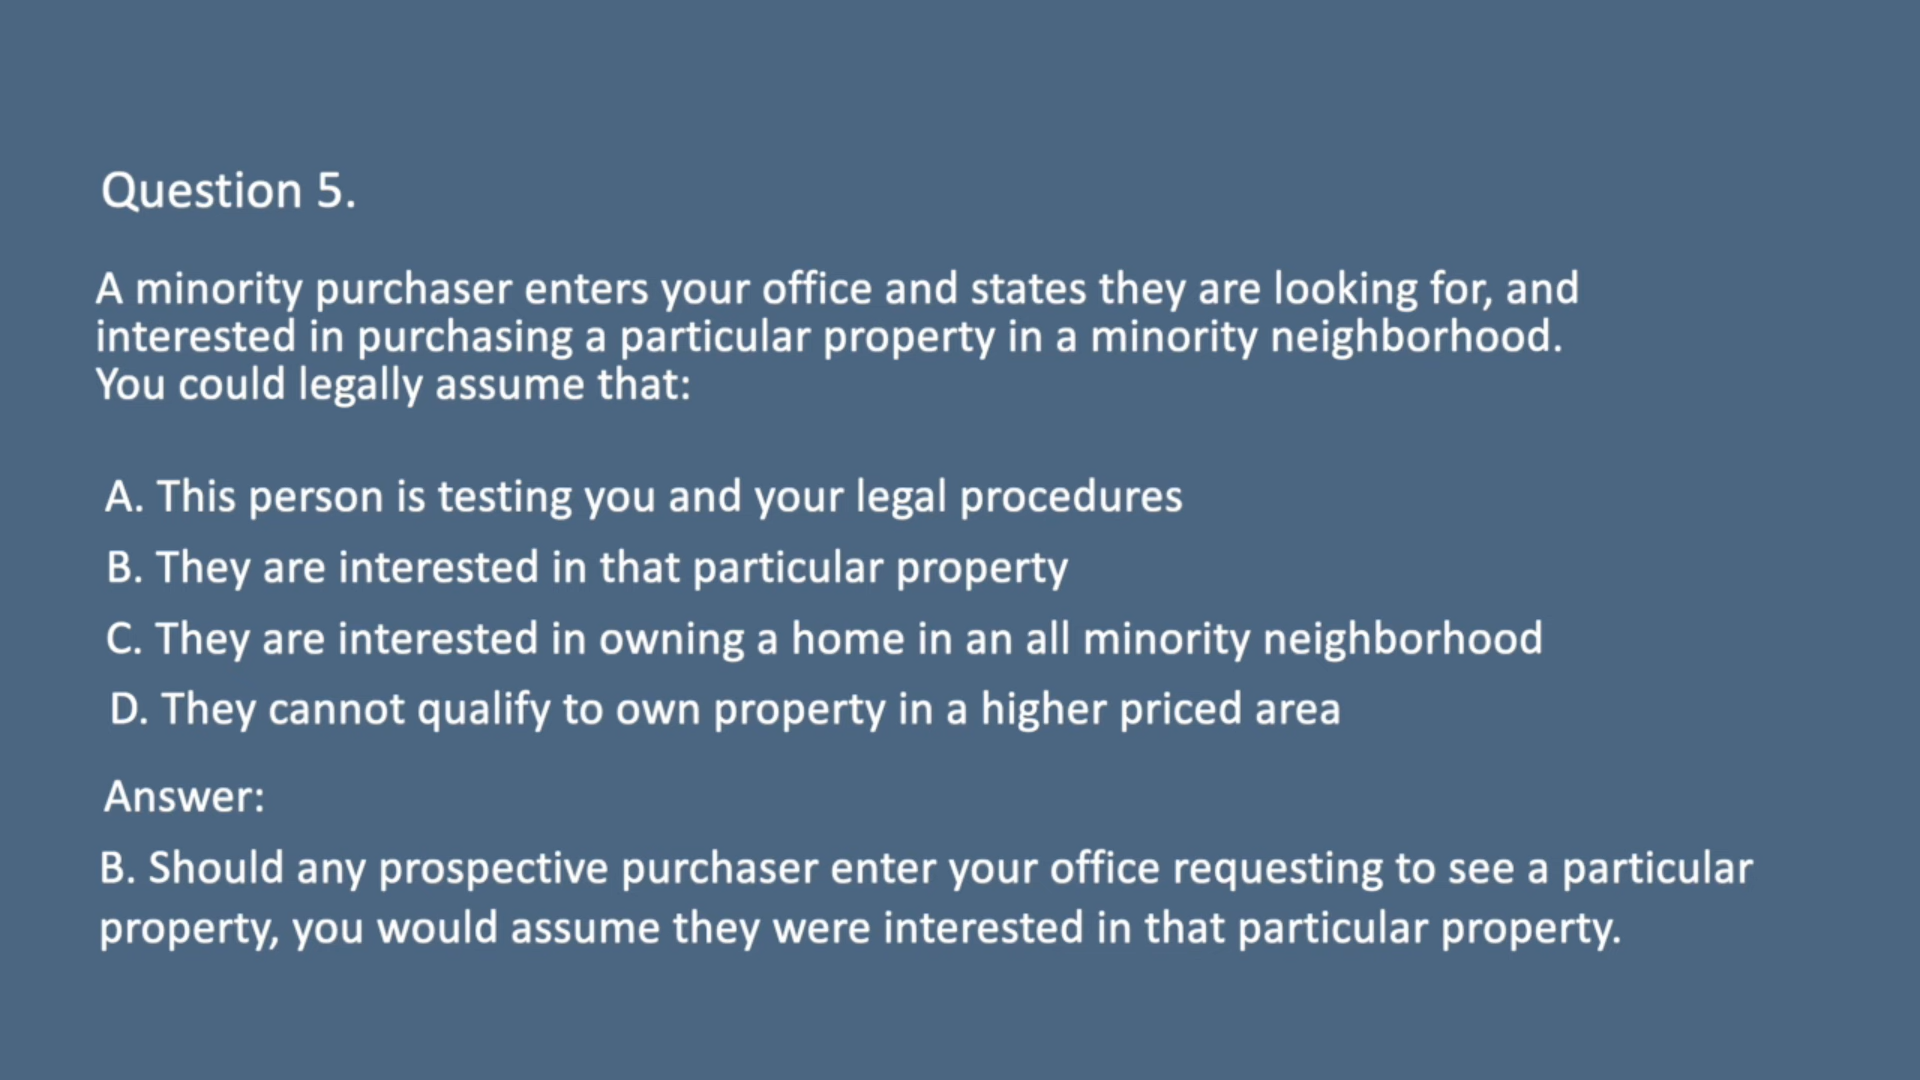 Question 5.
A minority purchaser enters your office and states they are looking for, and
interested in purchasing a particular property in a minority neighborhood.
You could legally assume that:
A. This person is testing you and your legal procedures
B. They are interested in that particular property
C. They are interested in owning a home in an all minority neighborhood
D. They cannot qualify to own property in a higher priced area
Answer:
B. Should any prospective purchaser enter your office requesting to see a particular
property, you would assume they were interested in that particular property.